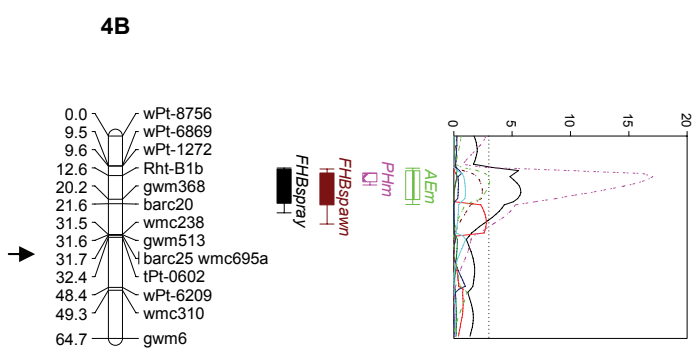 4B
0.0 wPt-8756
9.5 wPt-6869
9.6 wPt-1272
12.6 Rht-B1b
20.2 gwm368
21.6 barc20
31.5 wmc238
31.6 gwm513
31.7 barc25 wmc695a
32.4 tPt-0602
48.4 wPt-6209
49.3 wmc310
64.7 gwm6
FHBspray
FHBspawn
PHm
AEm
0 5 10 15 20